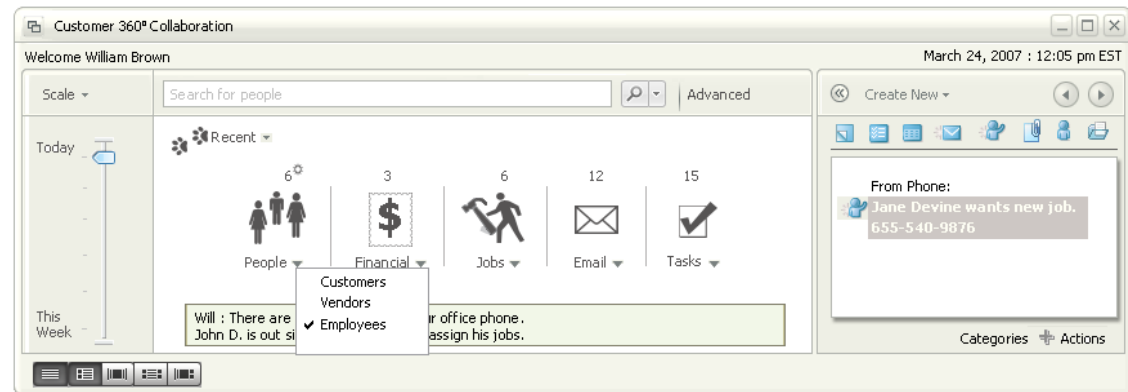 Customer 360º Collaboration
Welcome William Brown
March 24, 2007 : 12:05 pm EST
Scale
Search for people
Advanced
Create New
Today
Recent
6
3
6
12
15
People
Financial
Jobs
Email
Tasks
Customers
Vendors
Employees
This
Week
Will : There are
office phone.
John D. is out
assign his jobs.
From Phone:
Jane Devine wants new job.
655-540-9876
Categories
Actions